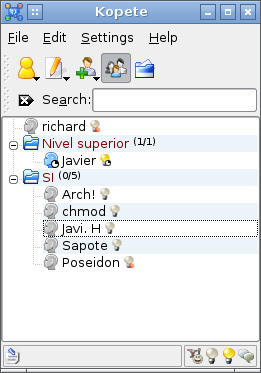 Kopete
File Edit Settings Help
Search:
richard
Nivel superior (1/1)
Javier
SI (0/5)
Arch!
chmod
Javi. H
Sapote
Poseidon